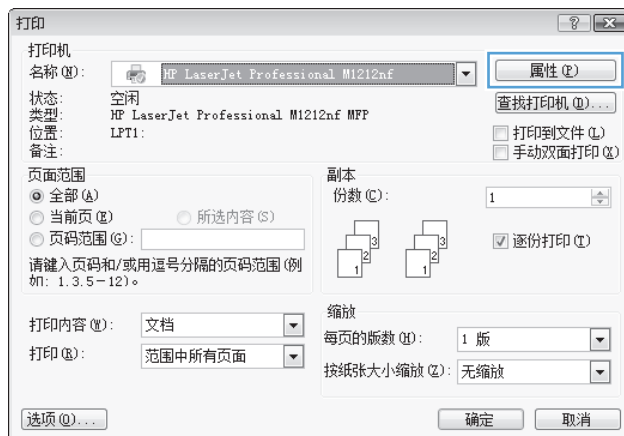 打印
打印机
名称(N): HP LaserJet Professional M1212nf 属性(P)
状态: 空闲 查找打印机(D)...
类型: HP LaserJet Professional M1212nf MFP
位置: LPT1: 打印到文件(L)
备注: 手动双面打印(X)
页面范围
全部(A)
当前页(E) 所选内容(S)
页码范围(G):
请键入页码和/或用逗号分隔的页码范围(例
如: 1.3.5-12)。
副本
份数(C): 1
1 2 3 1 2 3 逐份打印(T)
打印内容(W): 文档
打印(R): 范围中所有页面
缩放
每页的版数(H): 1 版
按纸张大小缩放(Z): 无缩放
选项(O)... 确定 取消